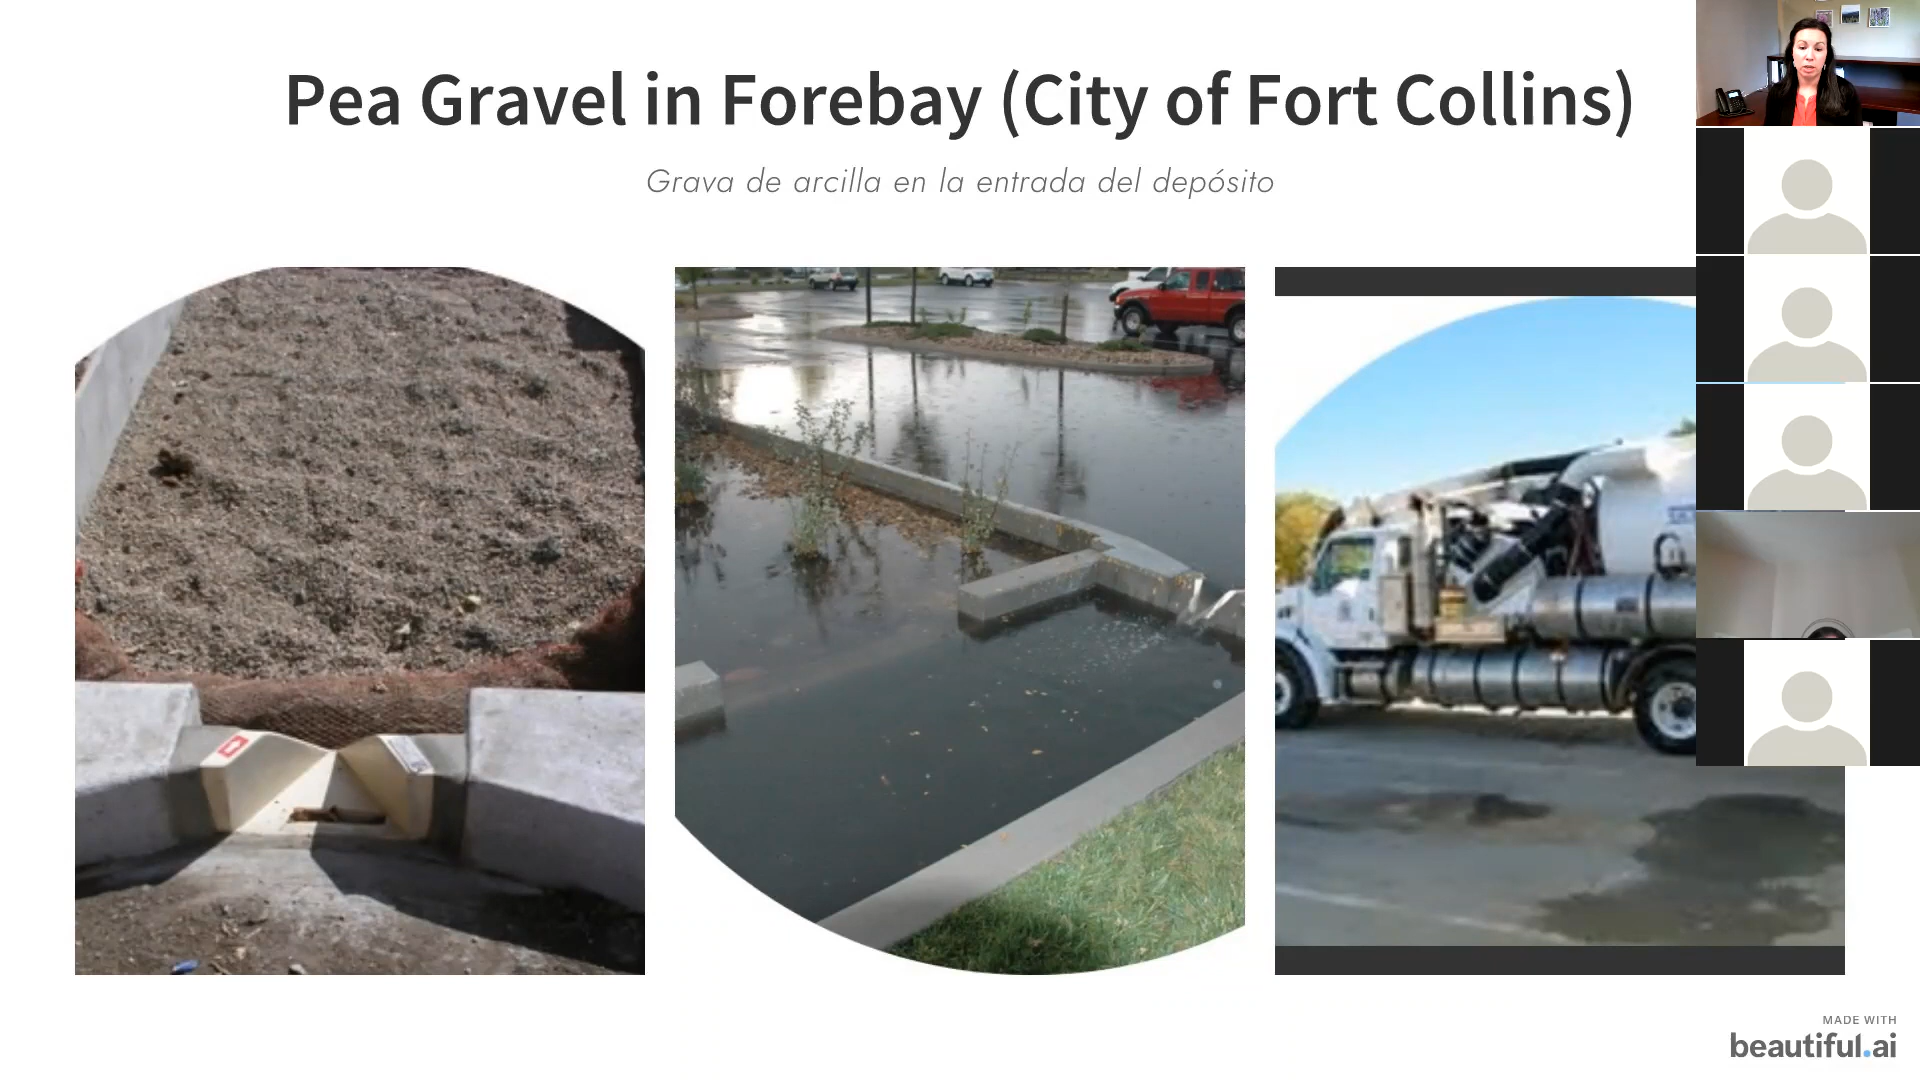 Pea Gravel in Forebay (City of Fort Collins)
Grava de arcilla en la entrada del depósito
MADE WITH
beautiful.ai